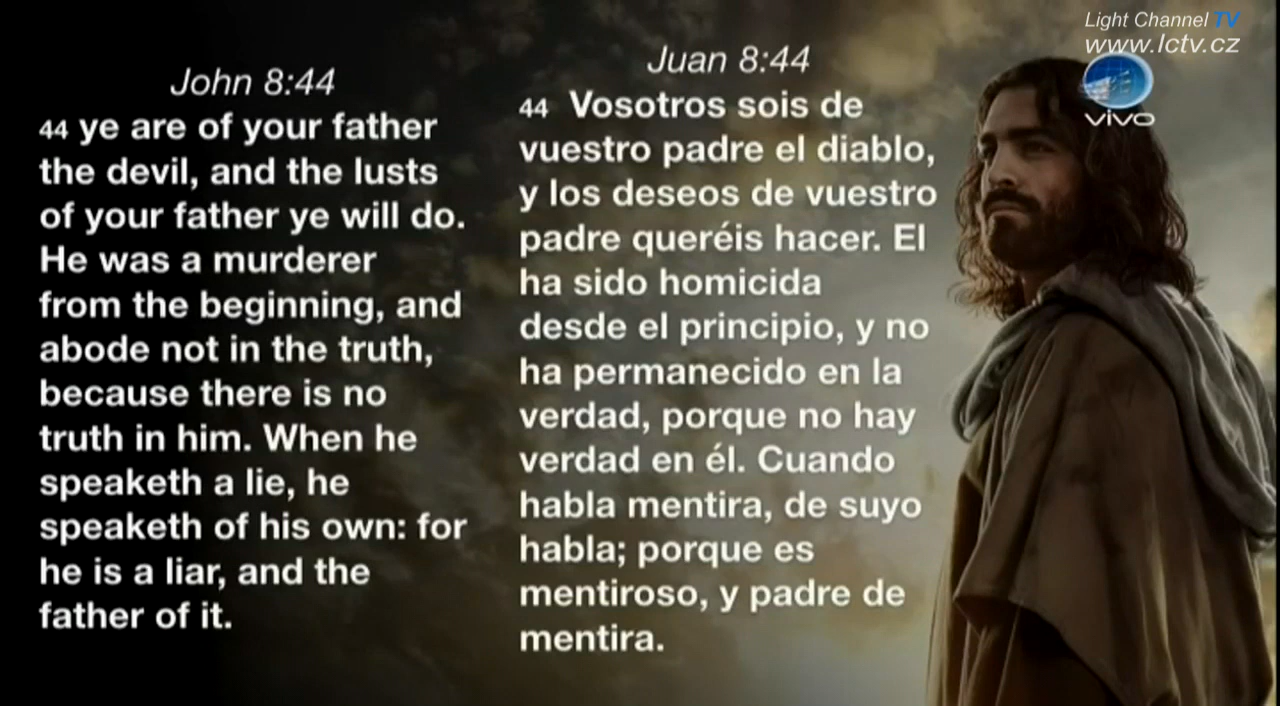 Light Channel TV
www.lctv.cz
vivo
John 8:44
44 ye are of your father
the devil, and the lusts
of your father ye will do.
He was a murderer
from the beginning, and
abode not in the truth,
because there is no
truth in him. When he
speaketh a lie, he
speaketh of his own: for
he is a liar, and the
father of it.
Juan 8:44
44 Vosotros sois de
vuestro padre el diablo,
y los deseos de vuestro
padre queréis hacer. El
ha sido homicida
desde el principio, y no
ha permanecido en la
verdad, porque no hay
verdad en él. Cuando
habla mentira, de suyo
habla; porque es
mentiroso, y padre de
mentira.